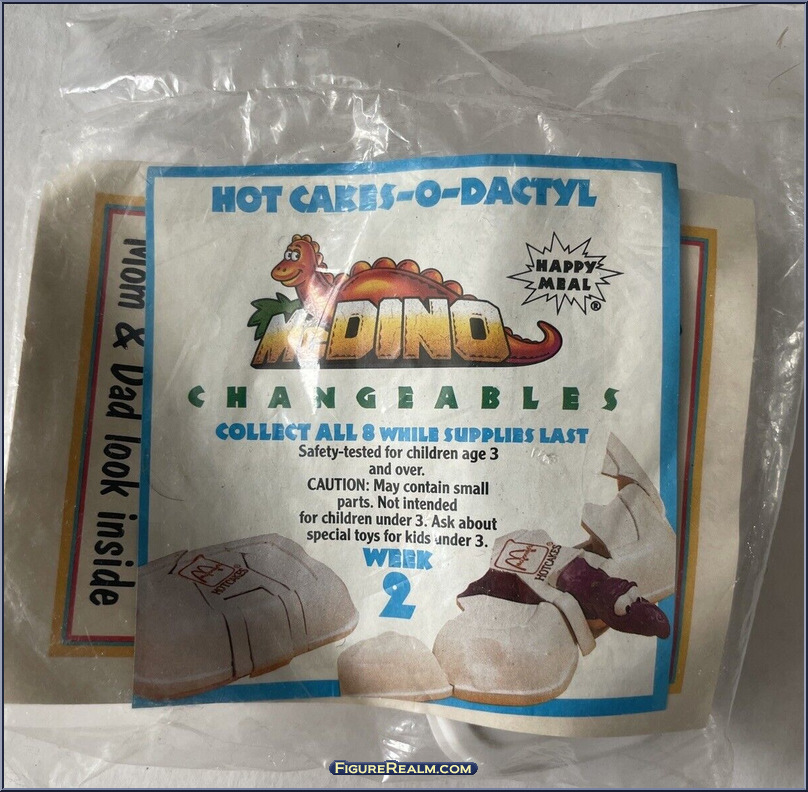 HOT CAKES-O-DACTYL
McDINO
HAPPY
MEAL
®
CHANGEABLES
COLLECT ALL 8 WHILE SUPPLIES LAST
Safety-tested for children age 3
and over.
CAUTION: May contain small
parts. Not intended
for children under 3. Ask about
special toys for kids under 3.
WEEK
2
HOTCAKES
HOTCAKES®
Mom & Dad look inside
FIGUREREALM.COM